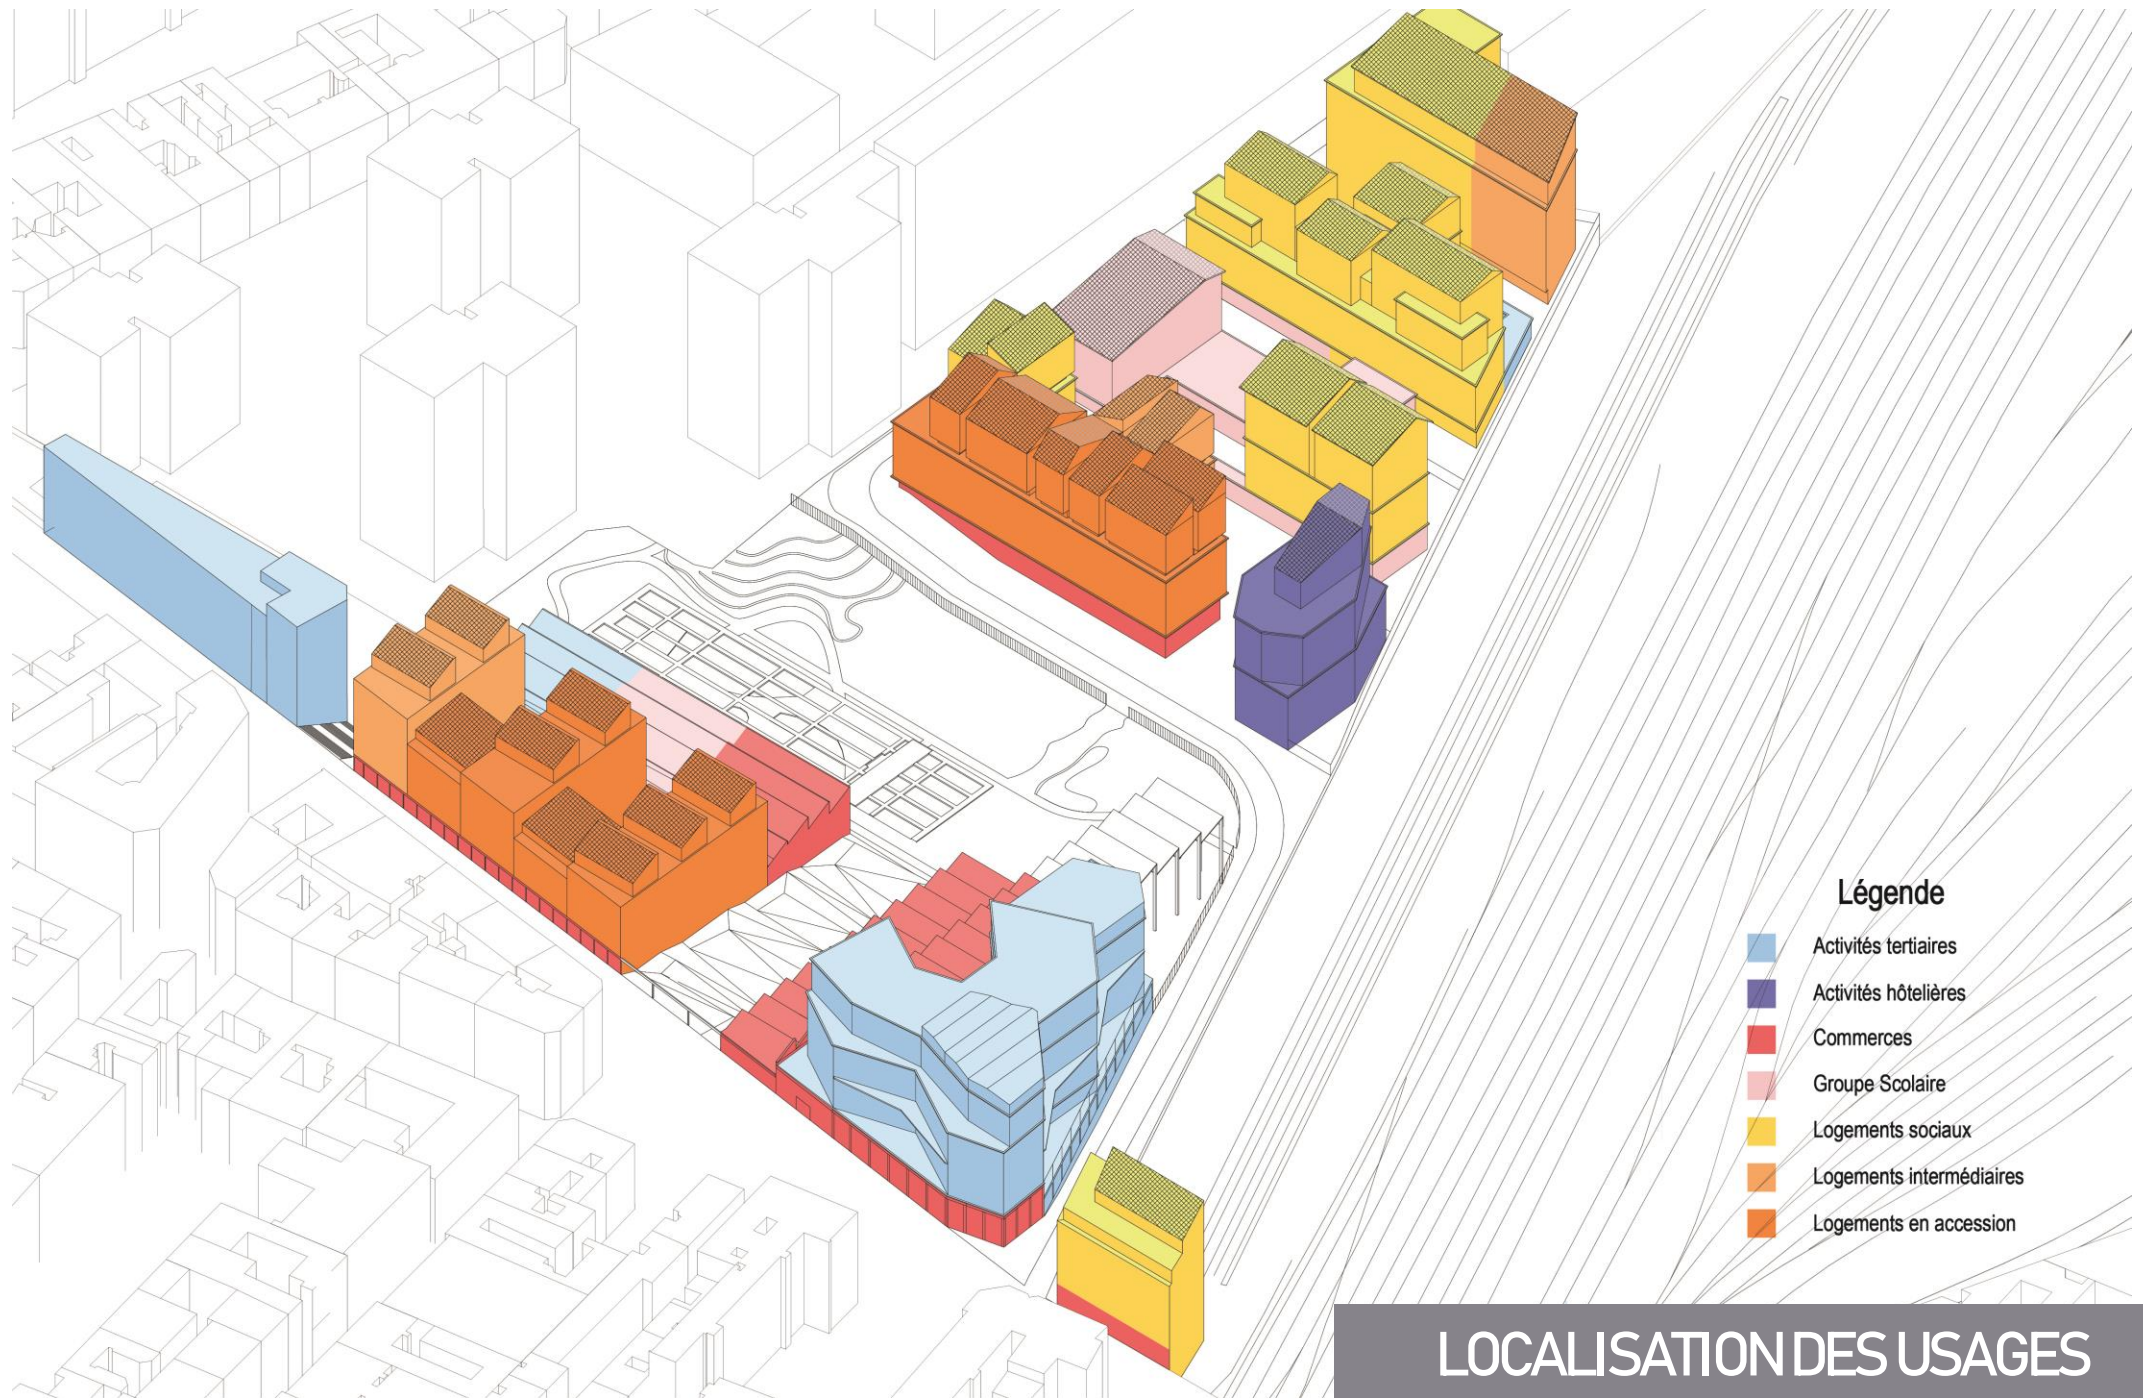 Légende
Activités tertiaires
Activités hôtelières
Commerces
Groupe Scolaire
Logements sociaux
Logements intermédiaires
Logements en accession
LOCALISATION DES USAGES